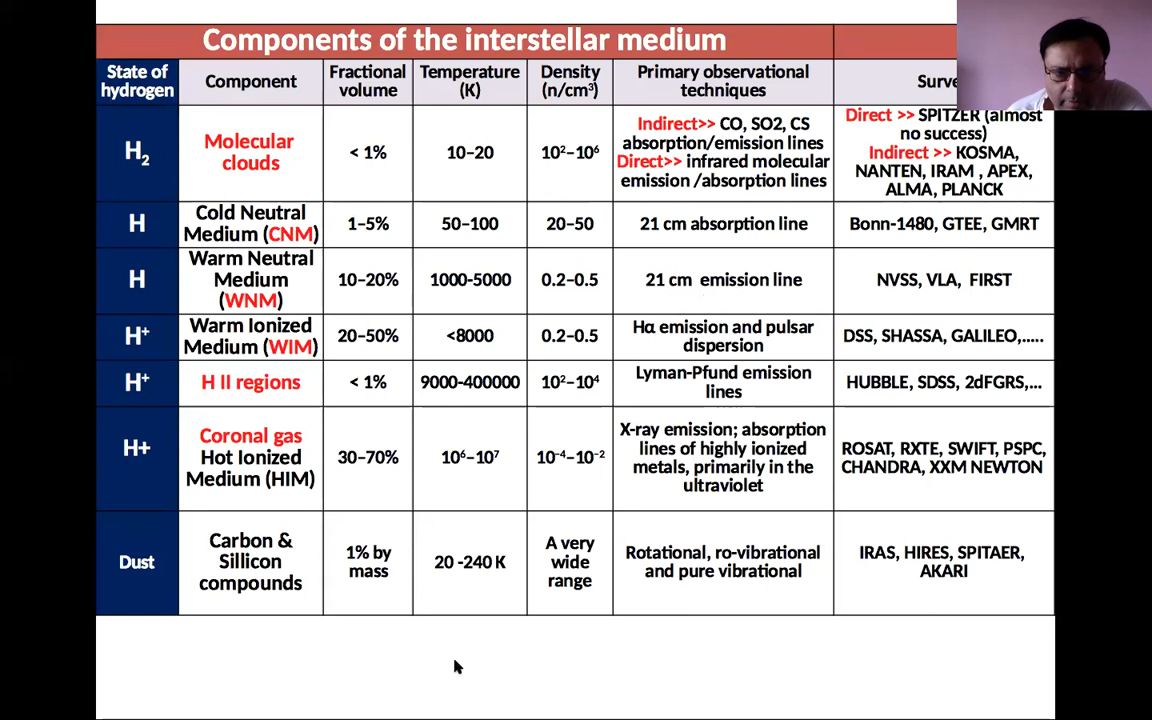 Components of the interstellar medium
State of
hydrogen
Component
Fractional
volume
Temperature
(K)
Density
(n/cm³)
Primary observational
techniques
H₂
Molecular
clouds
< 1%
10–20
10²–10⁶
Indirect>> CO, SO2, CS
absorption/emission lines
Direct>> infrared molecular
emission /absorption lines
Direct >> SPITZER (almost
no success)
Indirect >> KOSMA,
NANTEN, IRAM , APEX,
ALMA, PLANCK
H
Cold Neutral
Medium (CNM)
1–5%
50–100
20–50
21 cm absorption line
Bonn-1480, GTEE, GMRT
H
Warm Neutral
Medium
(WNM)
10–20%
1000-5000
0.2–0.5
21 cm emission line
NVSS, VLA, FIRST
H⁺
Warm Ionized
Medium (WIM)
20–50%
<8000
0.2–0.5
Hα emission and pulsar
dispersion
DSS, SHASSA, GALILEO,.....
H⁺
H II regions
< 1%
9000-400000
10²–10⁴
Lyman-Pfund emission
lines
HUBBLE, SDSS, 2dFGRS,...
H+
Coronal gas
Hot Ionized
Medium (HIM)
30–70%
10⁶–10⁷
10⁻⁴–10⁻²
X-ray emission; absorption
lines of highly ionized
metals, primarily in the
ultraviolet
ROSAT, RXTE, SWIFT, PSPC,
CHANDRA, XXM NEWTON
Dust
Carbon &
Sillicon
compounds
1% by
mass
20 -240 K
A very
wide
range
Rotational, ro-vibrational
and pure vibrational
IRAS, HIRES, SPITAER,
AKARI